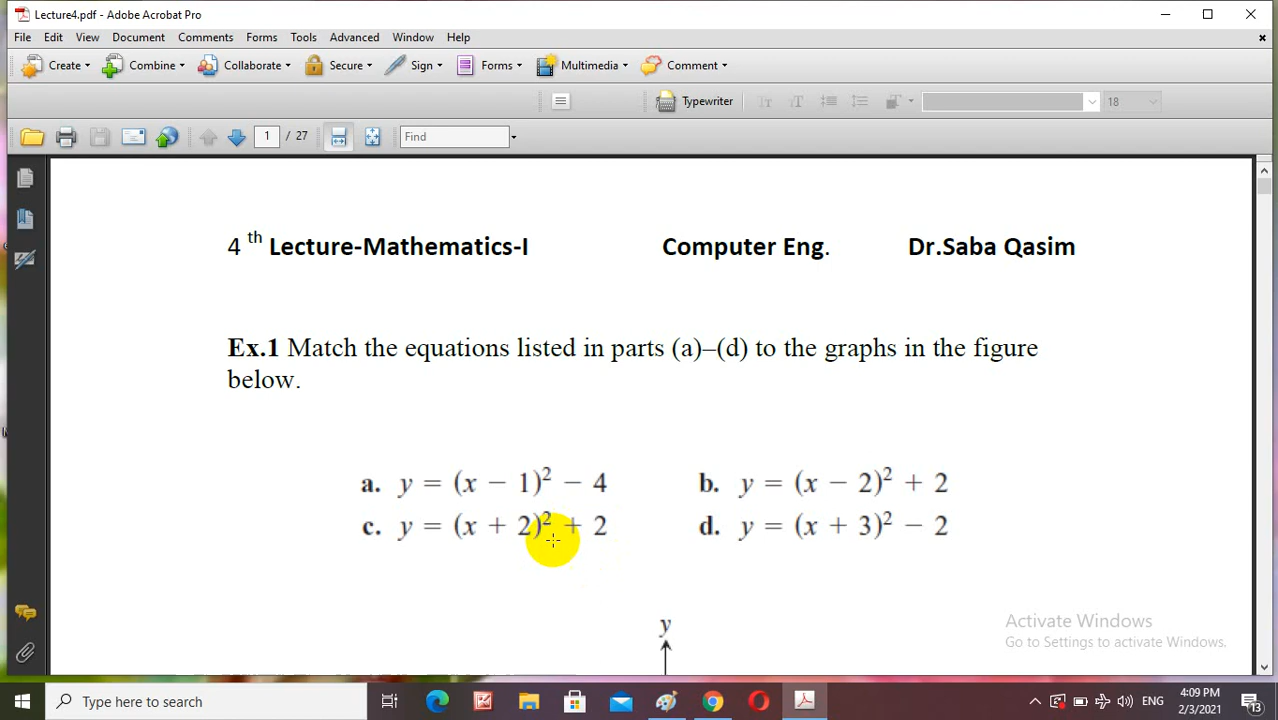 Lecture4.pdf - Adobe Acrobat Pro
File Edit View Document Comments Forms Tools Advanced Window Help
Create Combine Collaborate Secure Sign Forms Multimedia Comment
Typewriter 18
1 / 27 Find
4 th Lecture-Mathematics-I Computer Eng. Dr.Saba Qasim
Ex.1 Match the equations listed in parts (a)–(d) to the graphs in the figure
below.
a. y = (x − 1)² − 4 b. y = (x − 2)² + 2
c. y = (x + 2)² + 2 d. y = (x + 3)² − 2
y
Activate Windows
Go to Settings to activate Windows.
Type here to search
ENG
4:09 PM
2/3/2021
13